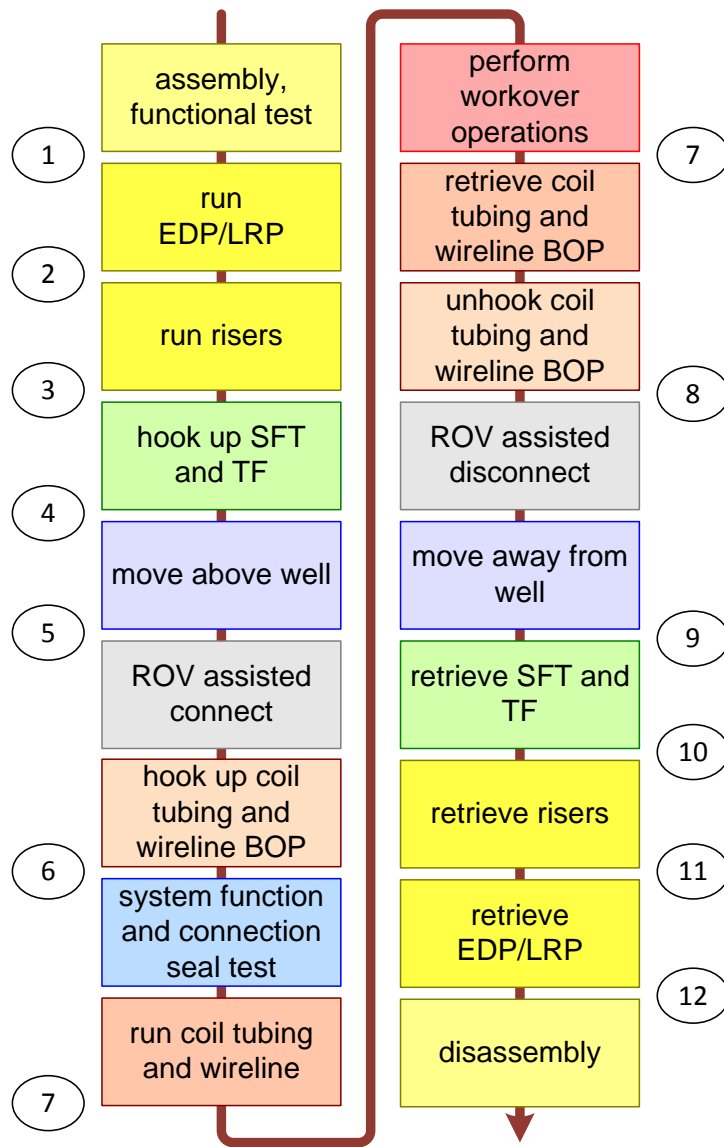 assembly,
functional test
1
run
EDP/LRP
2
run risers
3
hook up SFT
and TF
4
move above well
5
ROV assisted
connect
hook up coil
tubing and
wireline BOP
6
system function
and connection
seal test
run coil tubing
and wireline
7
perform
workover
operations
7
retrieve coil
tubing and
wireline BOP
unhook coil
tubing and
wireline BOP
8
ROV assisted
disconnect
move away from
well
9
retrieve SFT and
TF
10
retrieve risers
11
retrieve
EDP/LRP
12
disassembly